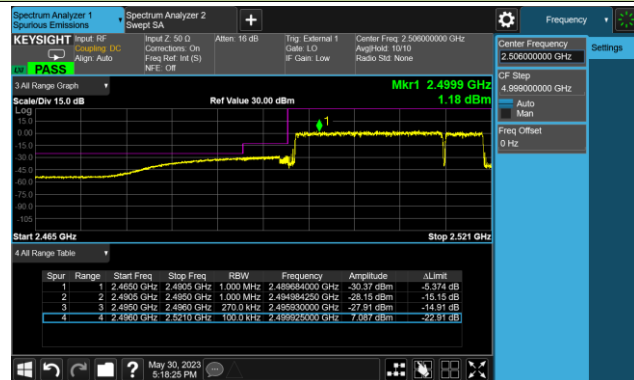 Spectrum Analyzer 1
Spurious Emissions
Spectrum Analyzer 2
Swept SA
+
Frequency
KEYSIGHT
Input: RF
Coupling: DC
Align: Auto
Input Z: 50 Ω
Corrections: On
Freq Ref: Int (S)
NFE: Off
Atten: 16 dB
Trig: External 1
Gate: LO
IF Gain: Low
Center Freq: 2.506000000 GHz
Avg|Hold: 10/10
Radio Std: None
PASS
Center Frequency
2.506000000 GHz
Settings
CF Step
4.999000000 GHz
Auto
Man
Freq Offset
0 Hz
3 All Range Graph
Mkr1 2.4999 GHz
Scale/Div 15.0 dB
Ref Value 30.00 dBm
1.18 dBm
Log
15.0
0.00
-15.0
-30.0
-45.0
-60.0
-75.0
-90.0
-105
1
Start 2.465 GHz
Stop 2.521 GHz
4 All Range Table
Spur Range Start Freq Stop Freq RBW Frequency Amplitude ΔLimit
1 1 2.4650 GHz 2.4905 GHz 1.000 MHz 2.489684000 GHz -30.37 dBm -5.374 dB
2 2 2.4905 GHz 2.4950 GHz 1.000 MHz 2.494984250 GHz -28.15 dBm -15.15 dB
3 3 2.4950 GHz 2.4960 GHz 270.0 kHz 2.495930000 GHz -27.91 dBm -14.91 dB
4 4 2.4960 GHz 2.5210 GHz 100.0 kHz 2.499925000 GHz 7.087 dBm -22.91 dB
?
May 30, 2023
5:18:25 PM